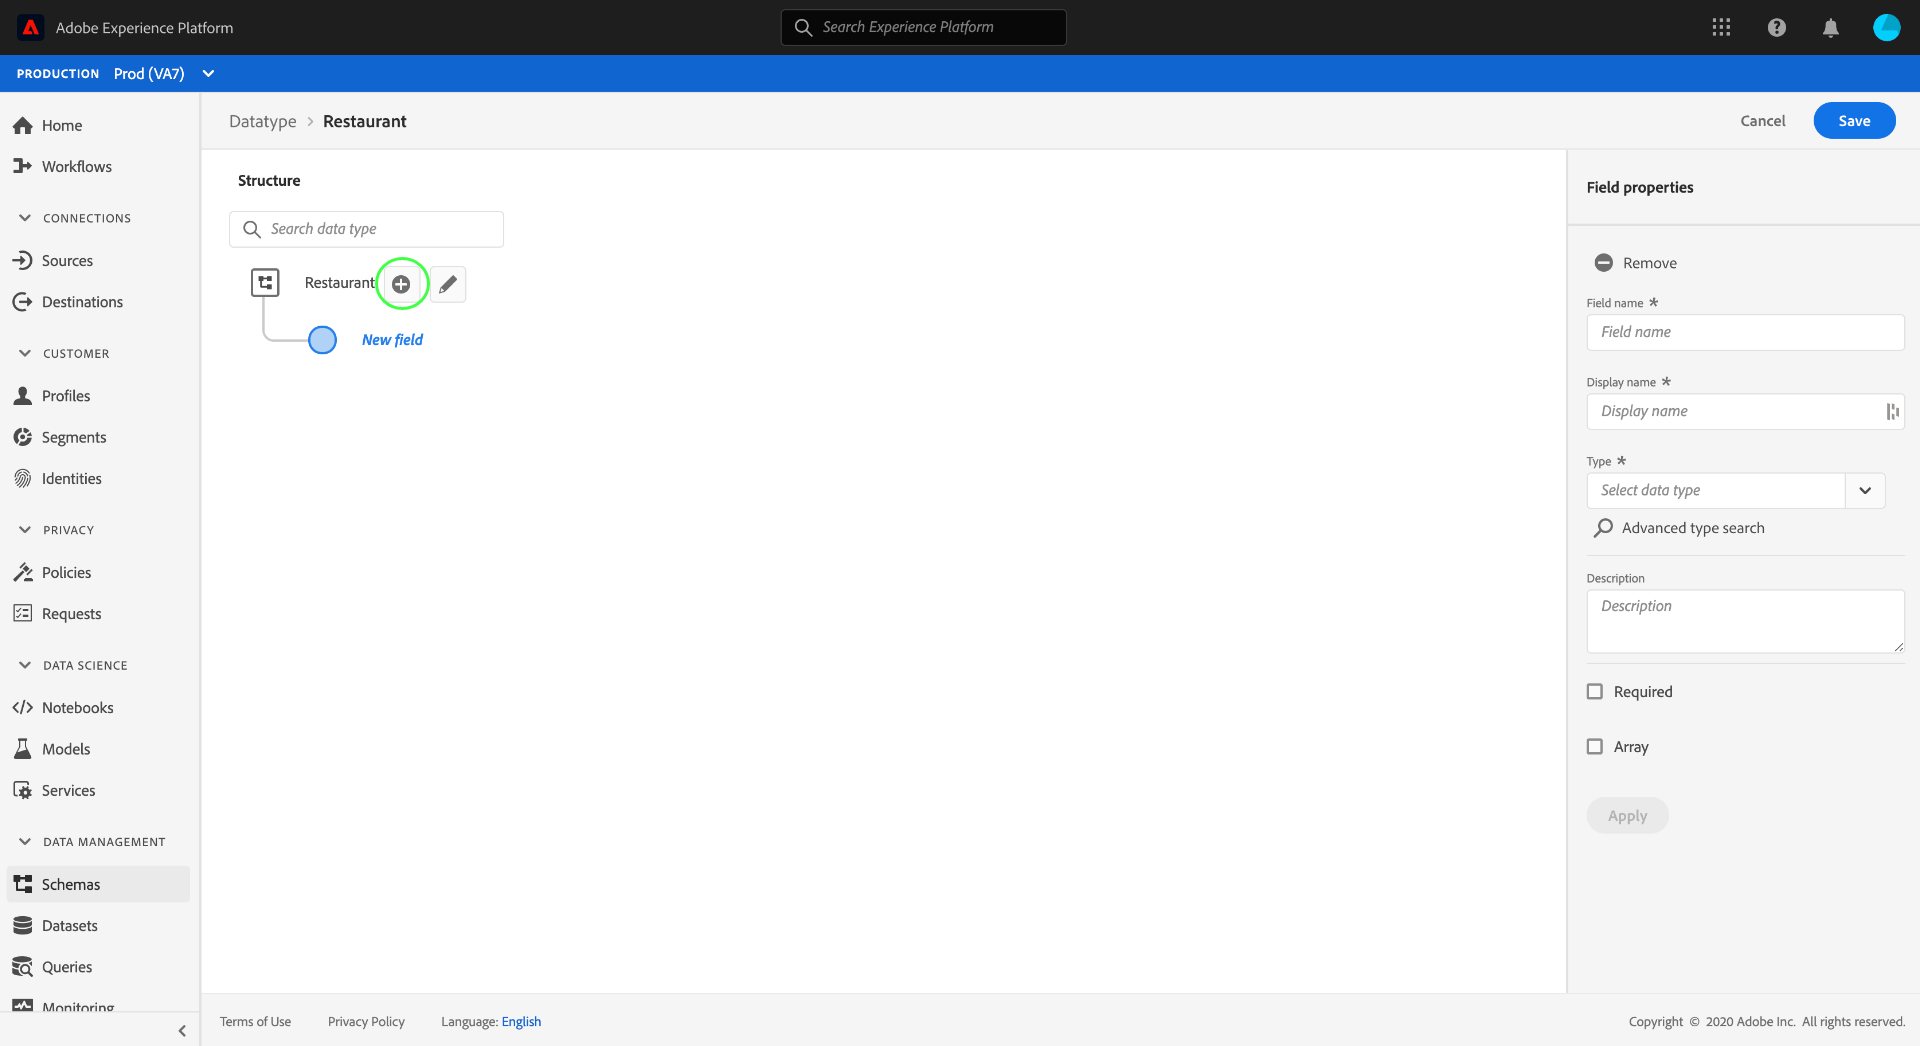 Adobe Experience Platform
Search Experience Platform
PRODUCTION Prod (VA7)
Home
Workflows
CONNECTIONS
Sources
Destinations
CUSTOMER
Profiles
Segments
Identities
PRIVACY
Policies
Requests
DATA SCIENCE
Notebooks
Models
Services
DATA MANAGEMENT
Schemas
Datasets
Queries
Monitoring
Datatype > Restaurant
Cancel
Save
Structure
Search data type
Restaurant
New field
Field properties
Remove
Field name *
Field name
Display name *
Display name
Type *
Select data type
Advanced type search
Description
Description
Required
Array
Apply
Terms of Use Privacy Policy Language: English
Copyright © 2020 Adobe Inc. All rights reserved.